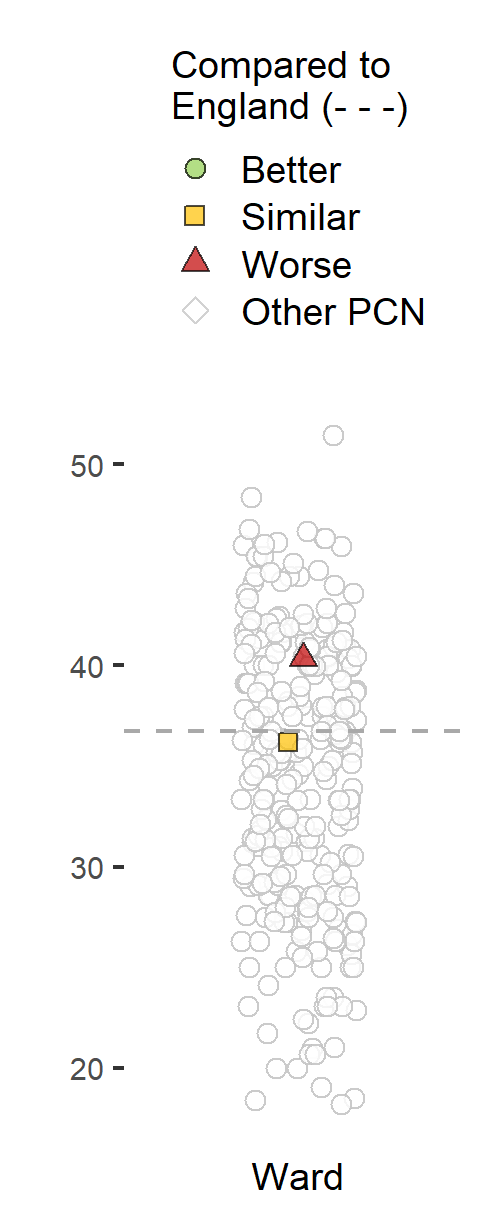 Compared to
England (- - -)
Better
Similar
Worse
Other PCN
50
40
30
20
Ward